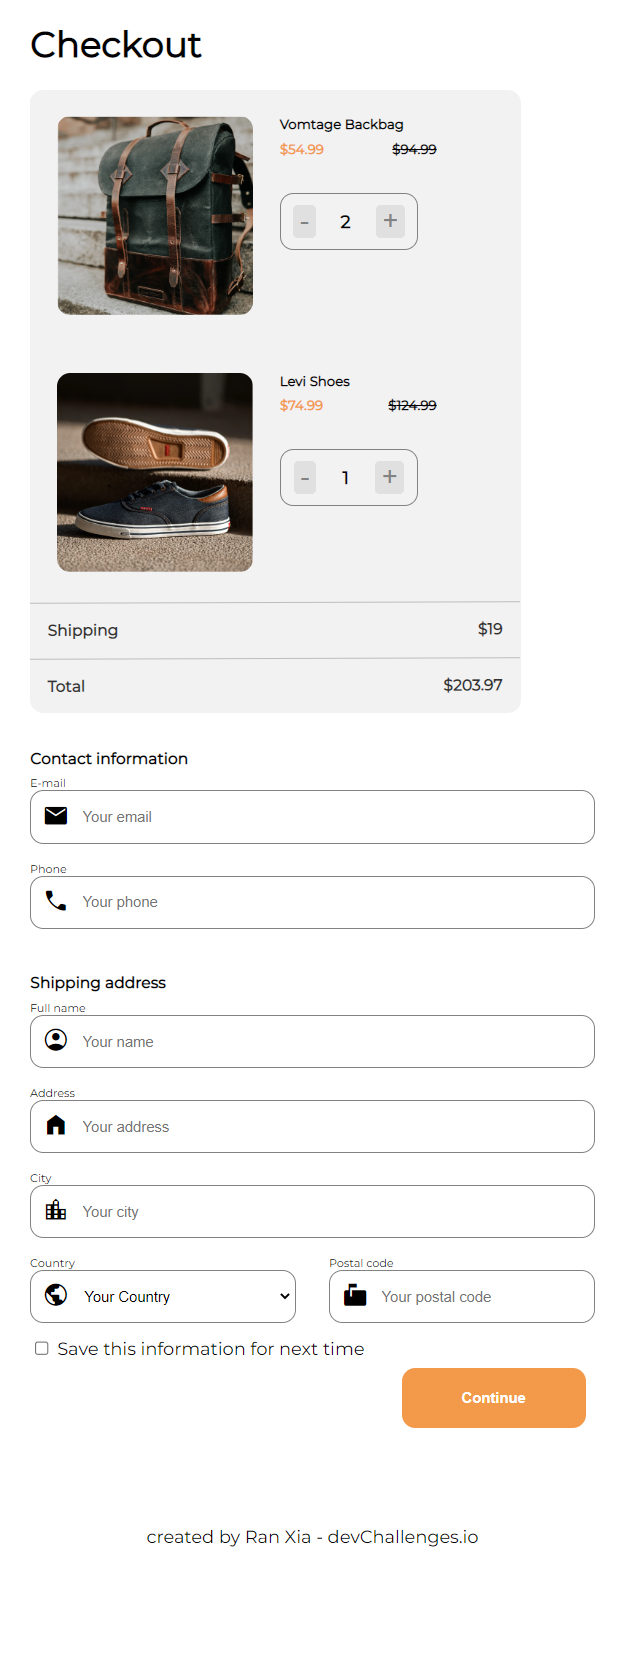 Checkout
Vomtage Backbag
$54.99 $94.99
- 2 +
Levi Shoes
$74.99 $124.99
- 1 +
Shipping $19
Total $203.97
Contact information
E-mail
Your email
Phone
Your phone
Shipping address
Full name
Your name
Address
Your address
City
Your city
Country Postal code
Your Country Your postal code
Save this information for next time
Continue
created by Ran Xia - devChallenges.io